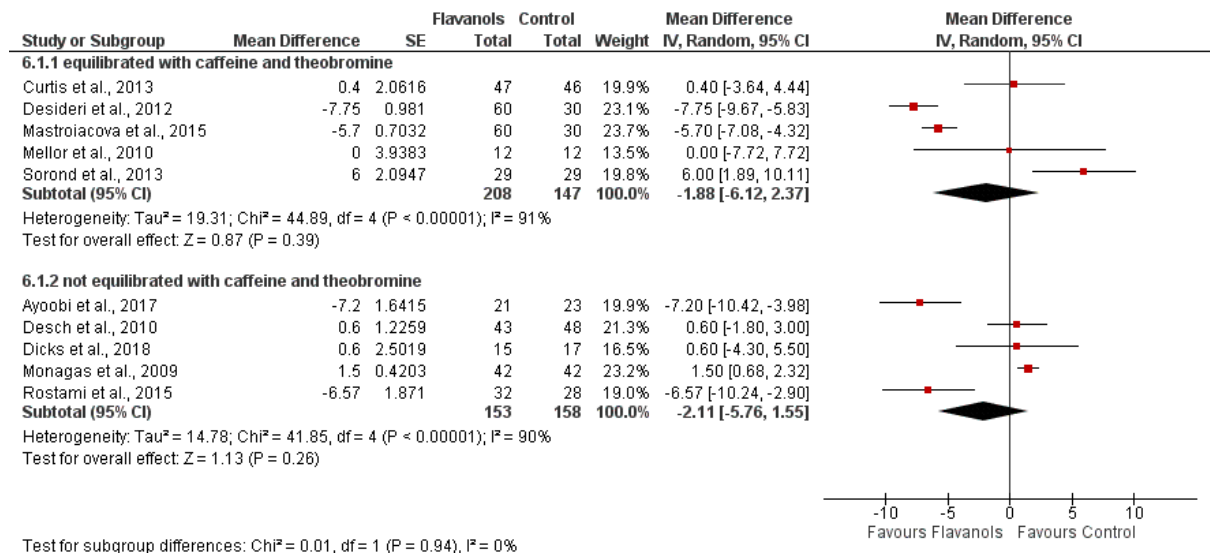 Flavanols Control Mean Difference Mean Difference
Study or Subgroup Mean Difference SE Total Total Weight IV, Random, 95% CI IV, Random, 95% CI
6.1.1 equilibrated with caffeine and theobromine
Curtis et al., 2013 0.4 2.0616 47 46 19.9% 0.40 [-3.64, 4.44]
Desideri et al., 2012 -7.75 0.981 60 30 23.1% -7.75 [-9.67, -5.83]
Mastroiacova et al., 2015 -5.7 0.7032 60 30 23.7% -5.70 [-7.08, -4.32]
Mellor et al., 2010 0 3.9383 12 12 13.5% 0.00 [-7.72, 7.72]
Sorond et al., 2013 6 2.0947 29 29 19.8% 6.00 [1.89, 10.11]
Subtotal (95% CI) 208 147 100.0% -1.88 [-6.12, 2.37]
Heterogeneity: Tau² = 19.31; Chi² = 44.89, df = 4 (P < 0.00001); I² = 91%
Test for overall effect: Z = 0.87 (P = 0.39)
6.1.2 not equilibrated with caffeine and theobromine
Ayoobi et al., 2017 -7.2 1.6415 21 23 19.9% -7.20 [-10.42, -3.98]
Desch et al., 2010 0.6 1.2259 43 48 21.3% 0.60 [-1.80, 3.00]
Dicks et al., 2018 0.6 2.5019 15 17 16.5% 0.60 [-4.30, 5.50]
Monagas et al., 2009 1.5 0.4203 42 42 23.2% 1.50 [0.68, 2.32]
Rostami et al., 2015 -6.57 1.871 32 28 19.0% -6.57 [-10.24, -2.90]
Subtotal (95% CI) 153 158 100.0% -2.11 [-5.76, 1.55]
Heterogeneity: Tau² = 14.78; Chi² = 41.85, df = 4 (P < 0.00001); I² = 90%
Test for overall effect: Z = 1.13 (P = 0.26)
-10 -5 0 5 10
Favours Flavanols Favours Control
Test for subgroup differences: Chi² = 0.01, df = 1 (P = 0.94), I² = 0%